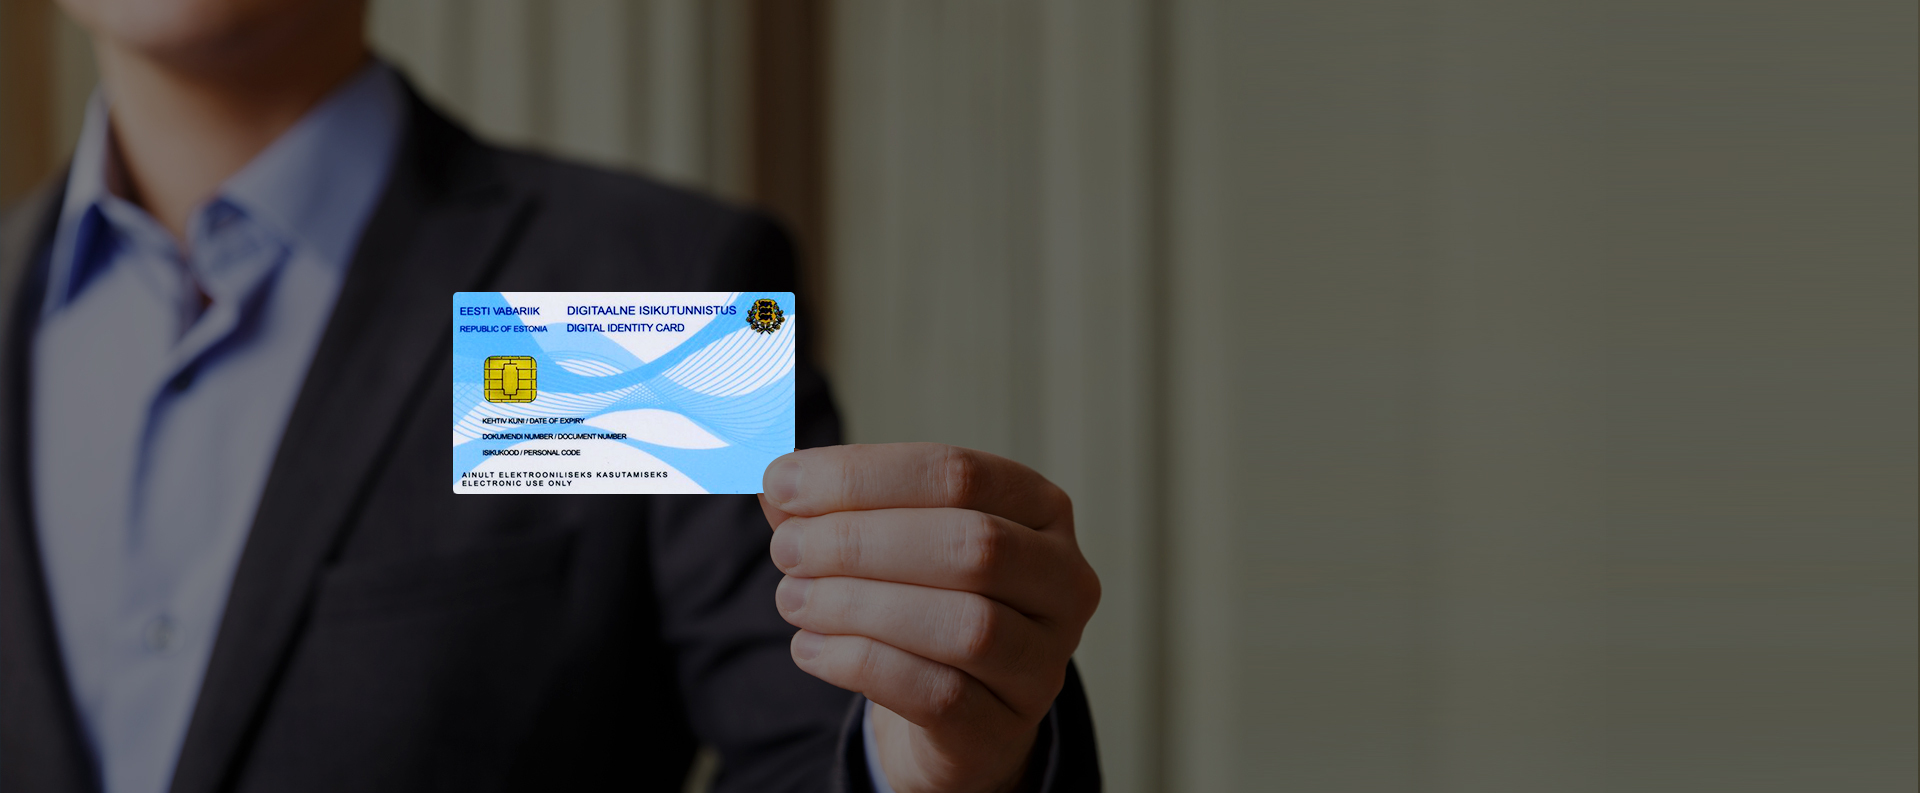 EESTI VABARIIK DIGITAALNE ISIKUTUNNISTUS
REPUBLIC OF ESTONIA DIGITAL IDENTITY CARD
KEHTIV KUNI / DATE OF EXPIRY
DOKUMENDI NUMBER / DOCUMENT NUMBER
ISIKUKOOD / PERSONAL CODE
AINULT ELEKTROONILISEKS KASUTAMISEKS
ELECTRONIC USE ONLY